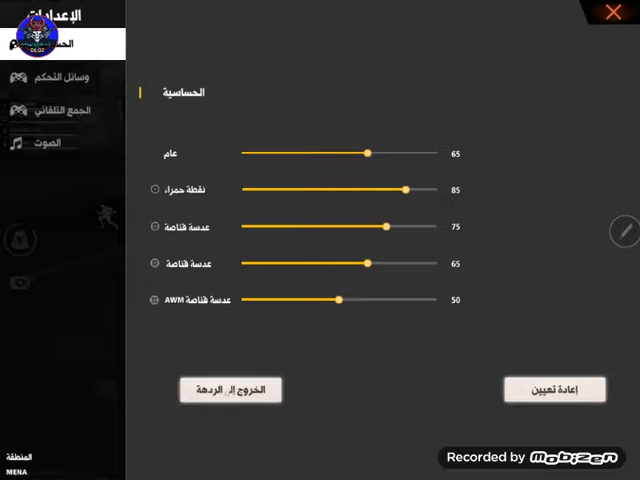 الإعدادات
وسائل التحكم
الجمع التلقائي
الصوت
الحساسية
عام 65
نقطة حمراء 85
عدسة قناصة 75
عدسة قناصة 65
عدسة قناصة AWM 50
الخروج إلى الردهة
إعادة تعيين
المنطقة
MENA
Recorded by MOBIZEN